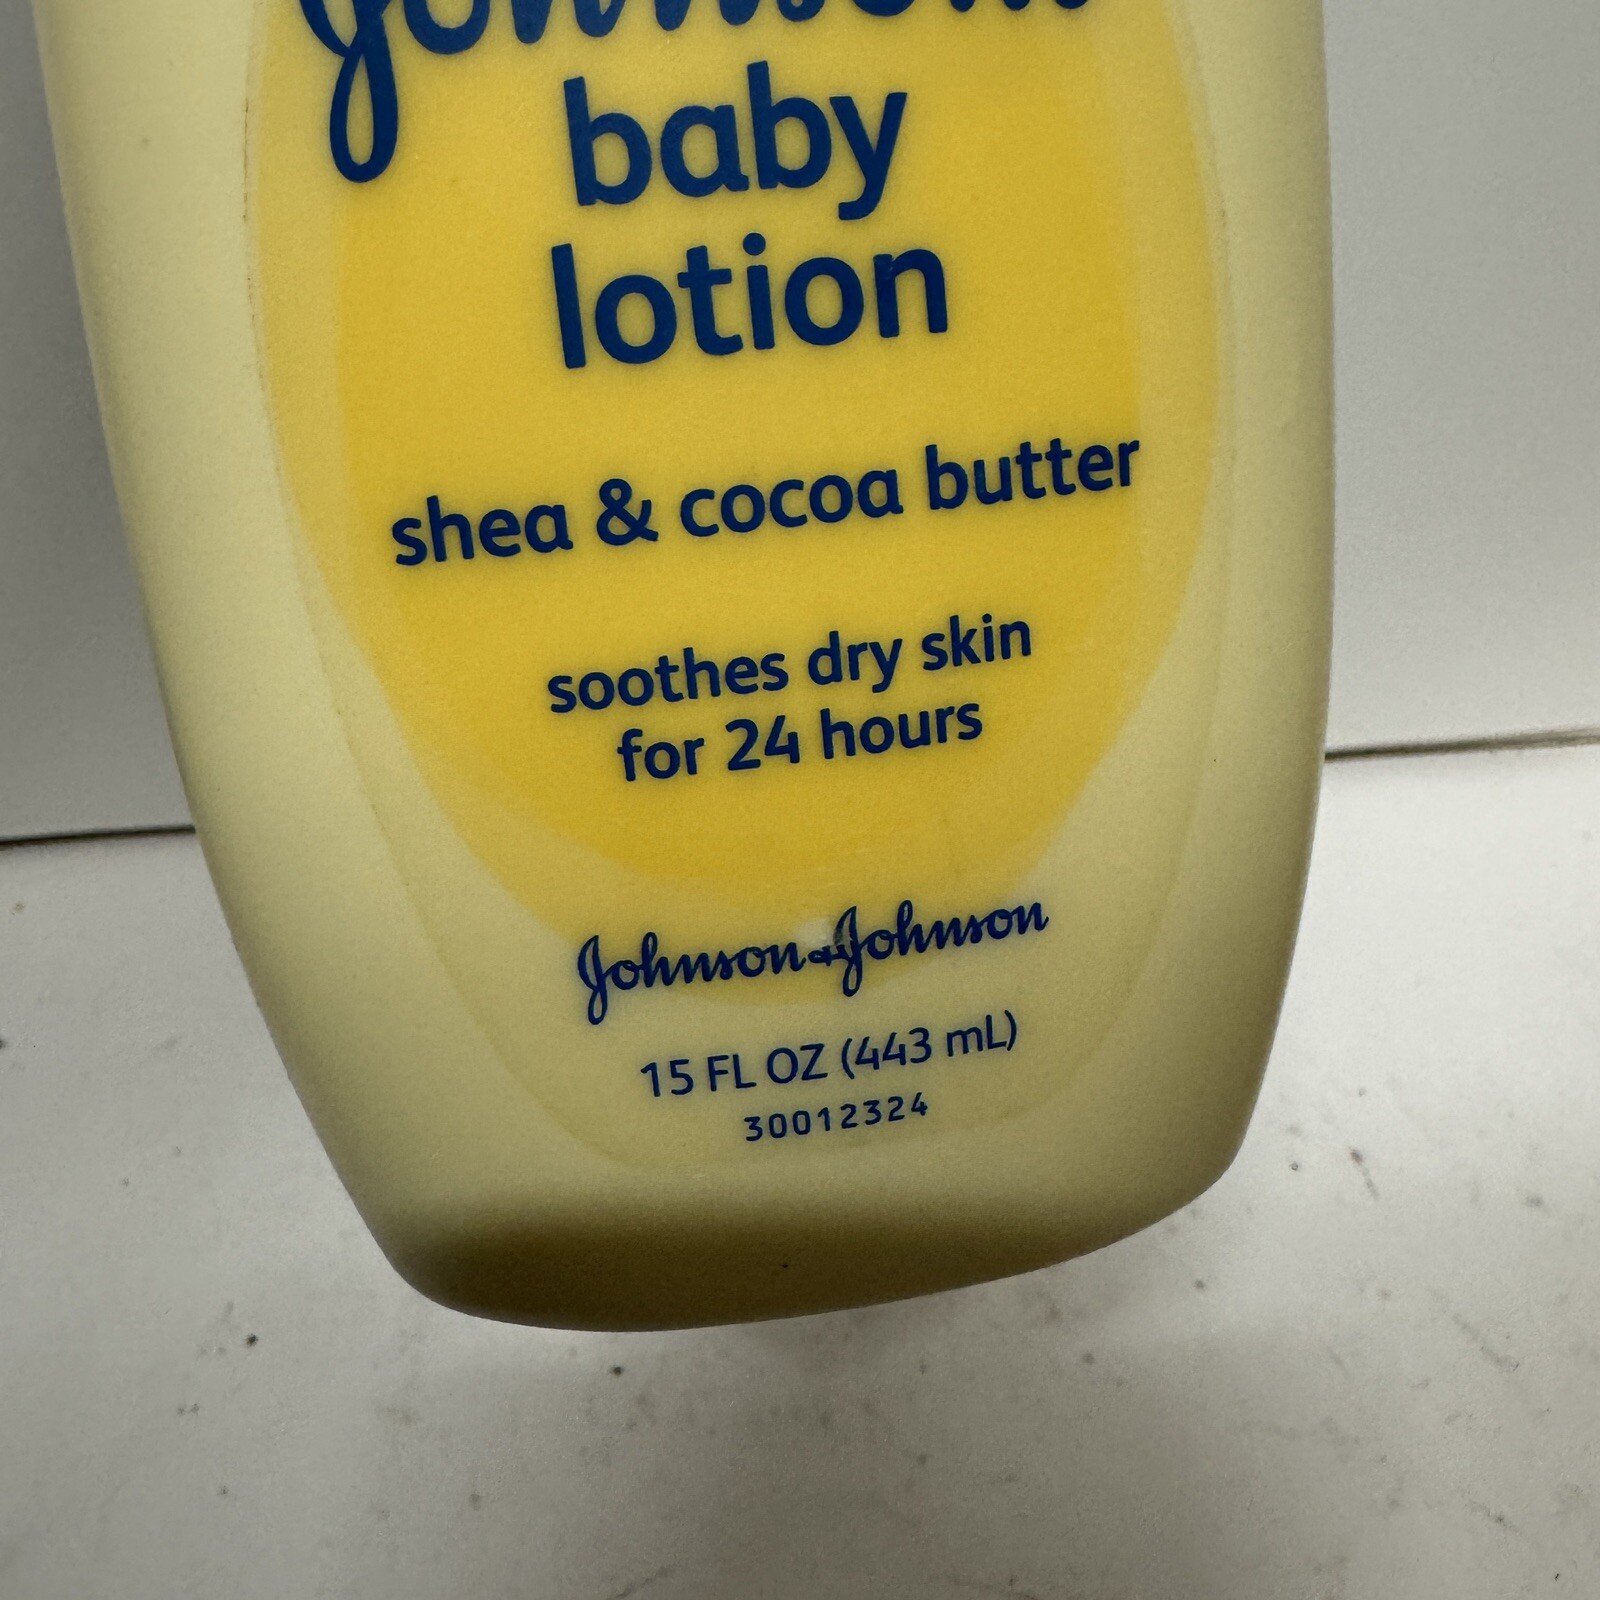 Johnson's
baby
lotion
shea & cocoa butter
soothes dry skin
for 24 hours
Johnson & Johnson
15 FL OZ (443 mL)
30012324